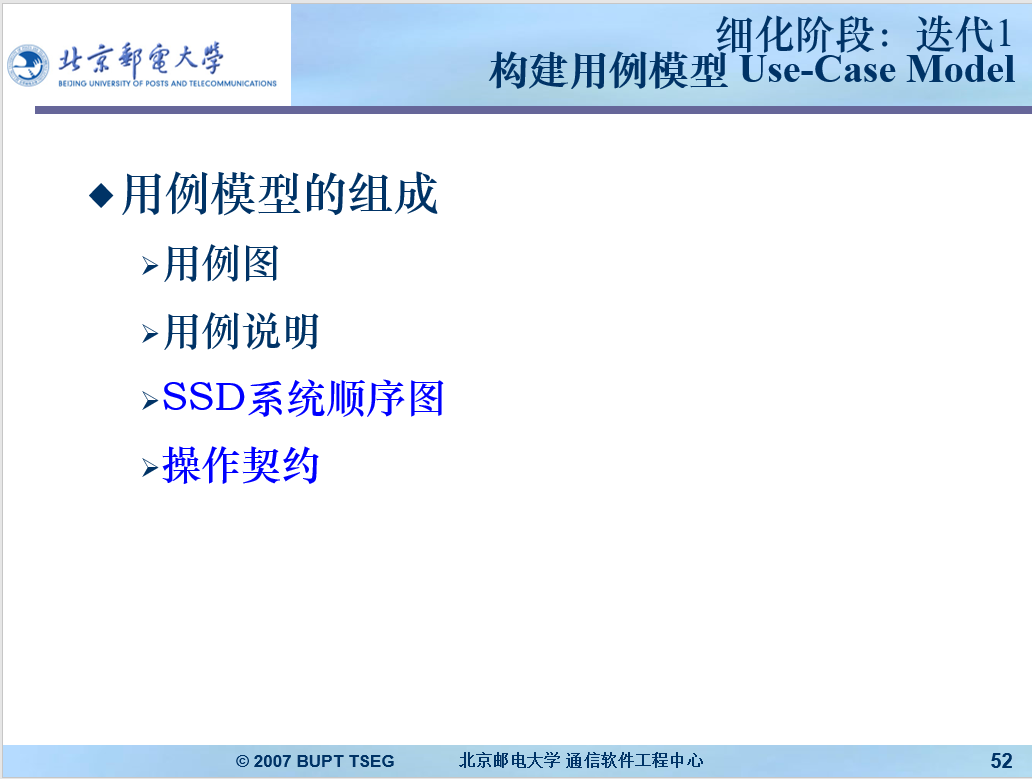 北京邮电大学
BEIJING UNIVERSITY OF POSTS AND TELECOMMUNICATIONS
细化阶段：迭代1
构建用例模型 Use-Case Model
◆用例模型的组成
➢用例图
➢用例说明
➢SSD系统顺序图
➢操作契约
© 2007 BUPT TSEG 北京邮电大学 通信软件工程中心 52